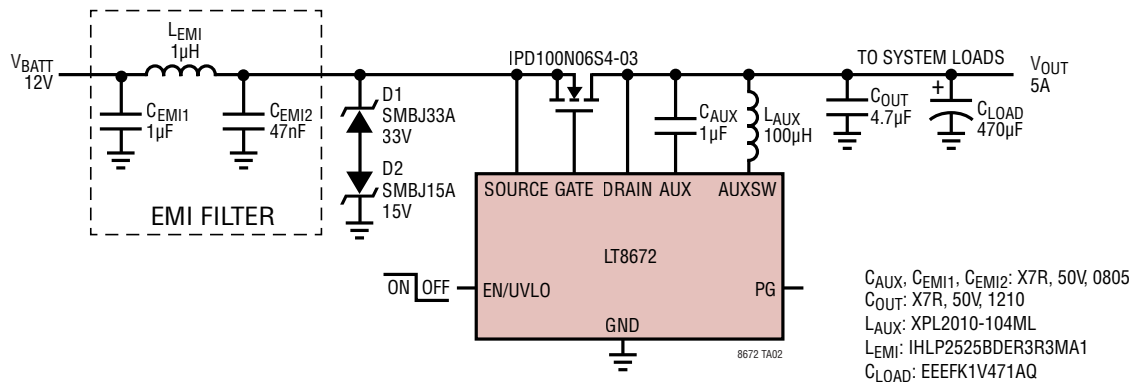 LEMI
1µH
IPD100N06S4-03
TO SYSTEM LOADS
VBATT
12V
VOUT
5A
CEMI1
1µF
CEMI2
47nF
D1
SMBJ33A
33V
CAUX
1µF
LAUX
100µH
COUT
4.7µF
+
CLOAD
470µF
D2
SMBJ15A
15V
EMI FILTER
SOURCE GATE DRAIN AUX AUXSW
LT8672
ON OFF
EN/UVLO
PG
GND
8672 TA02
CAUX, CEMI1, CEMI2: X7R, 50V, 0805
COUT: X7R, 50V, 1210
LAUX: XPL2010-104ML
LEMI: IHLP2525BDER3R3MA1
CLOAD: EEEFK1V471AQ